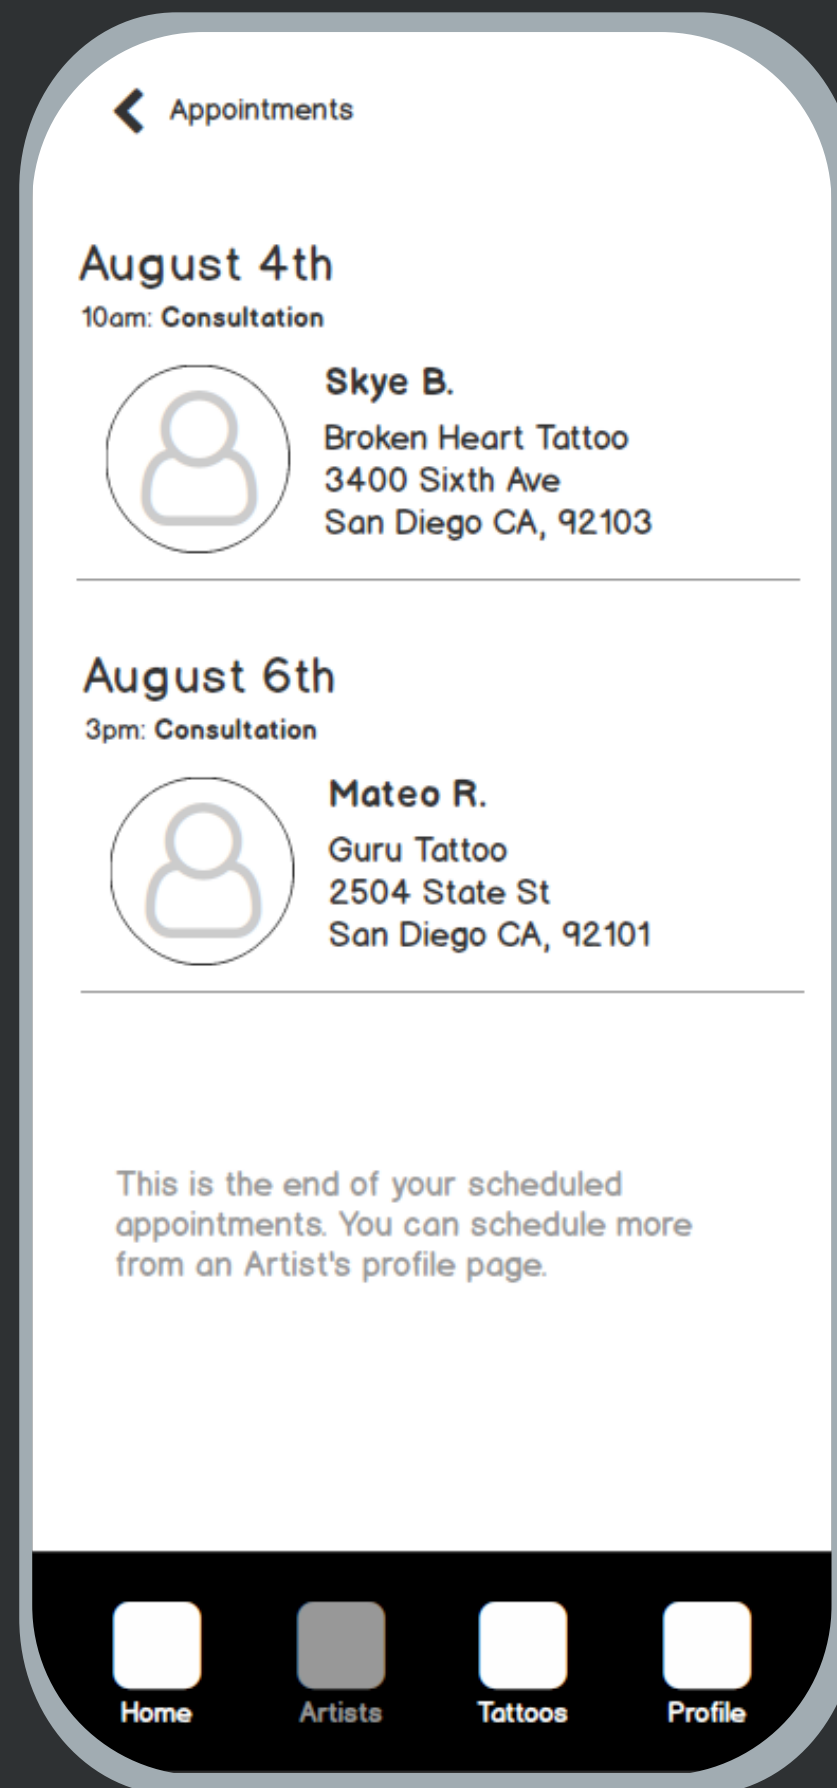 Appointments
August 4th
10am: Consultation
Skye B.
Broken Heart Tattoo
3400 Sixth Ave
San Diego CA, 92103
August 6th
3pm: Consultation
Mateo R.
Guru Tattoo
2504 State St
San Diego CA, 92101
This is the end of your scheduled
appointments. You can schedule more
from an Artist's profile page.
Home Artists Tattoos Profile